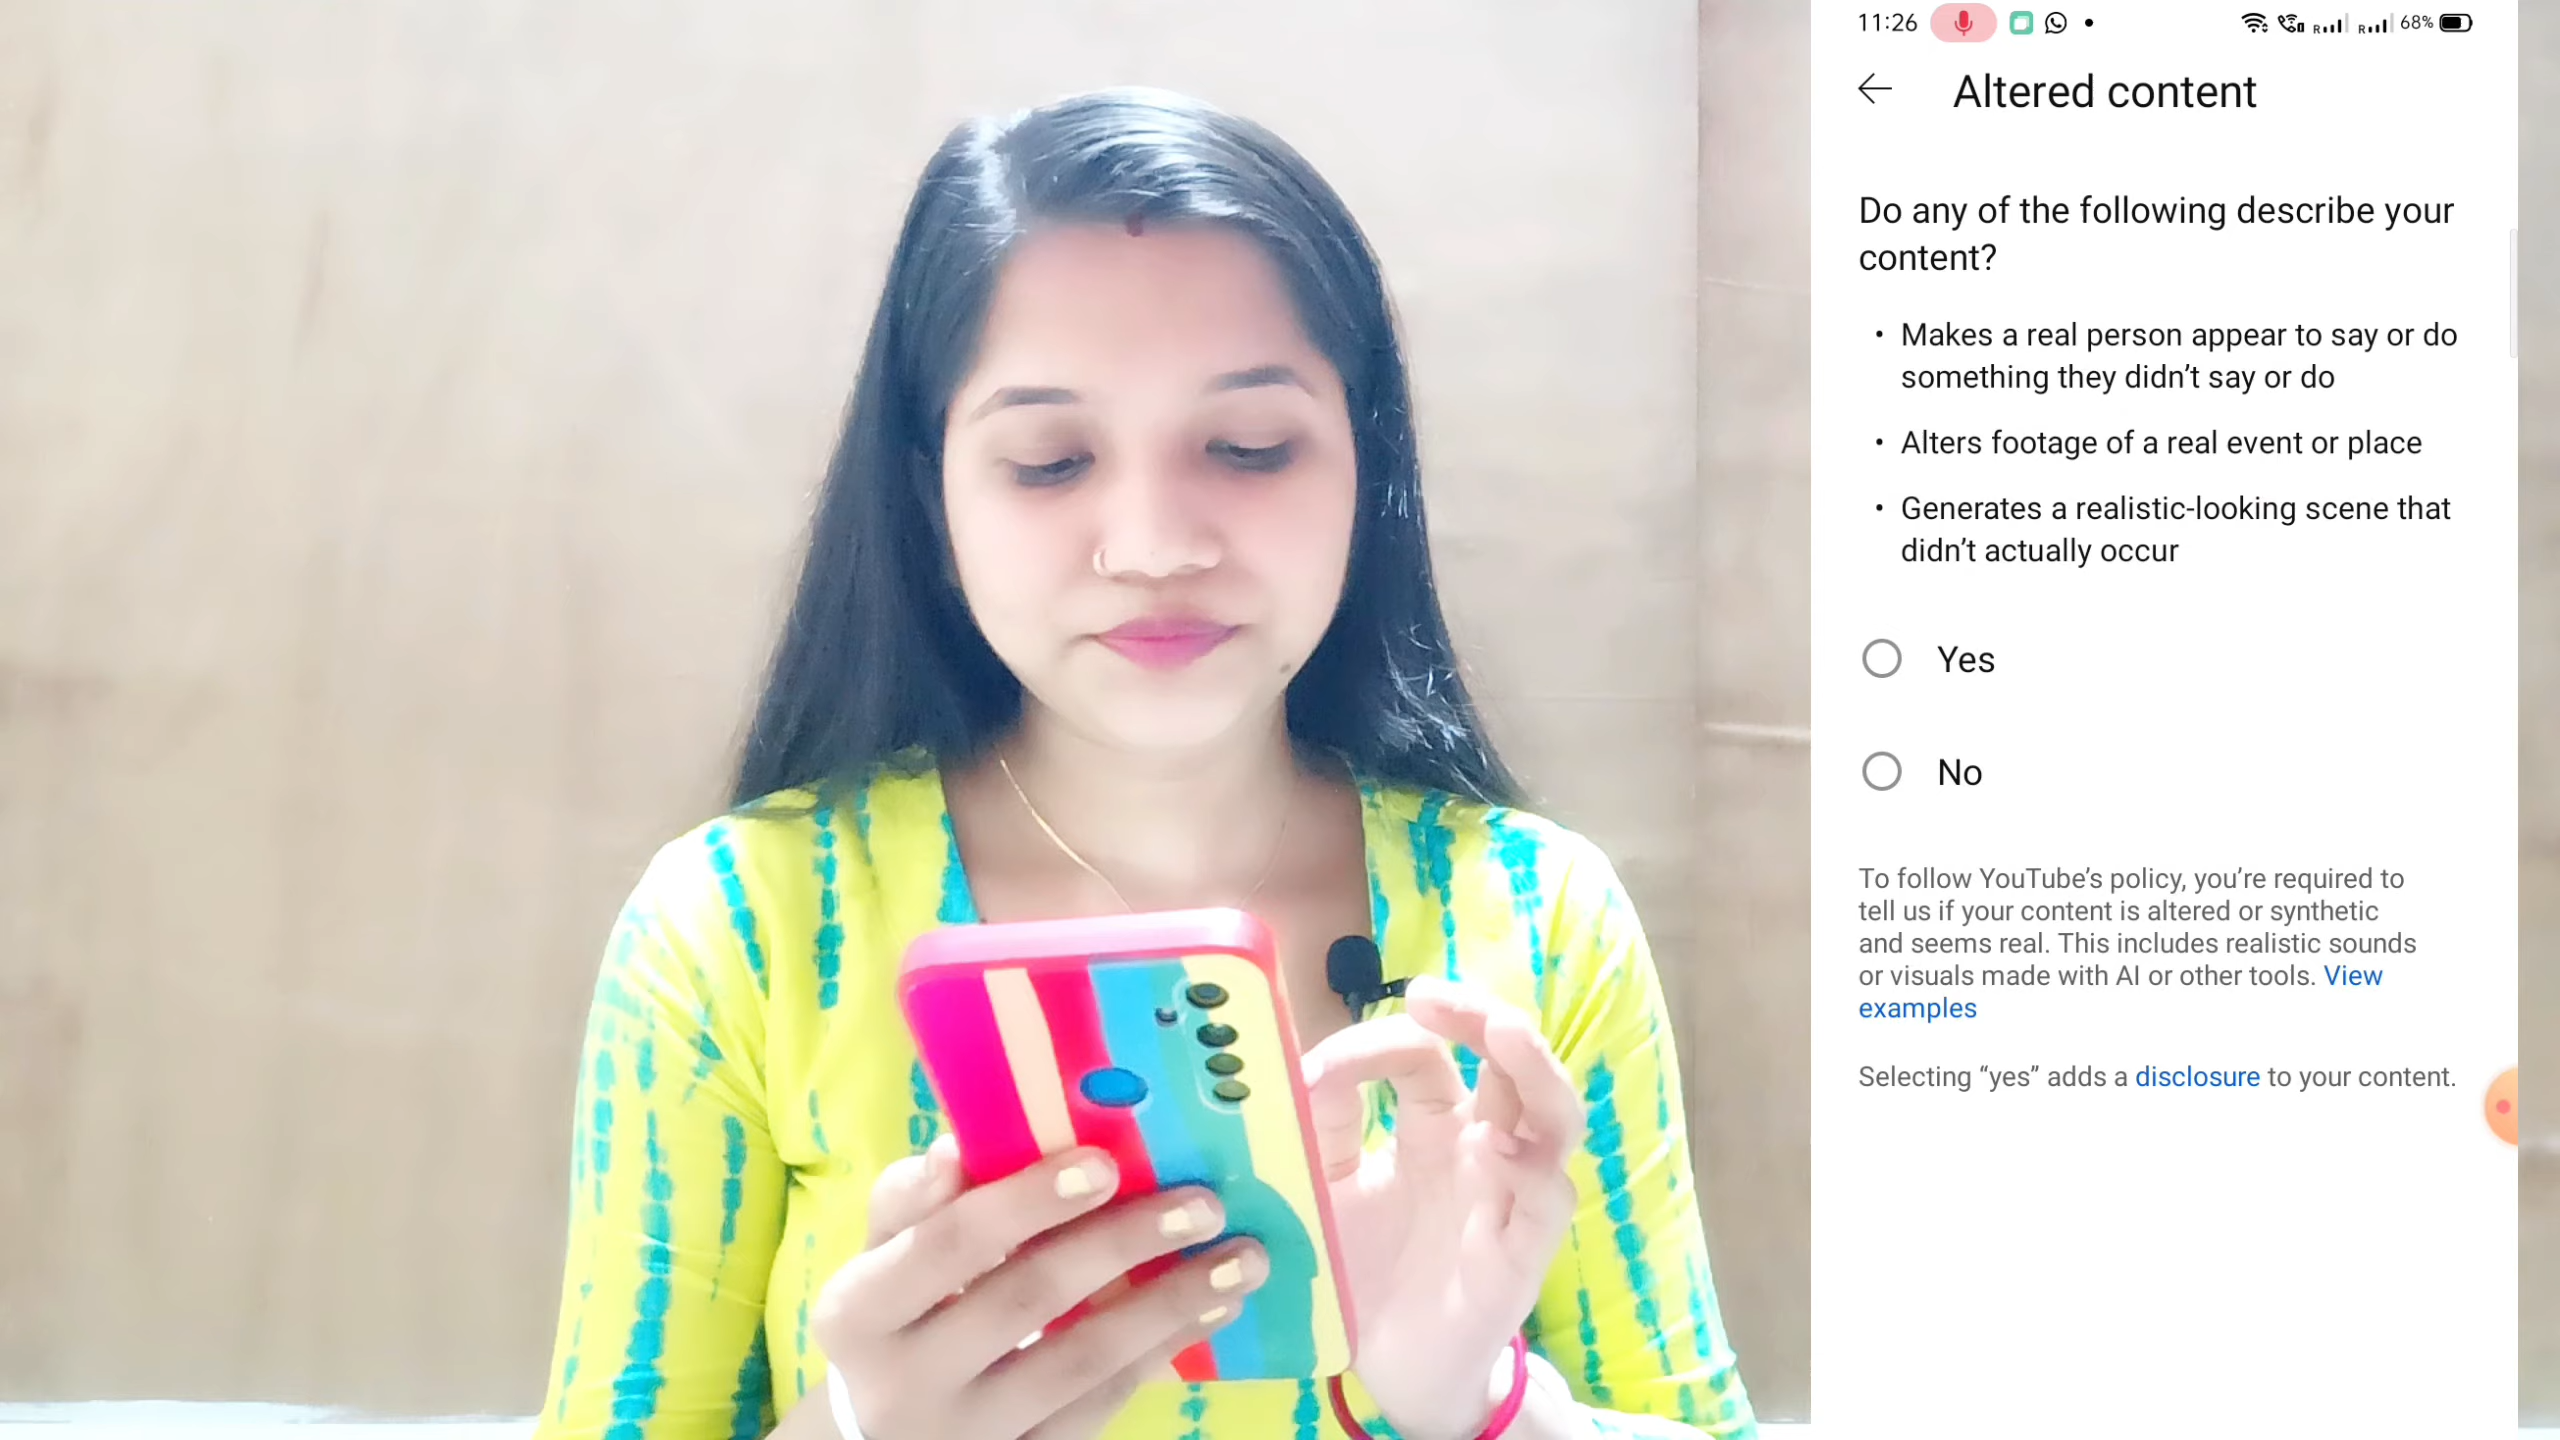 11:26
68%
Altered content
Do any of the following describe your
content?
• Makes a real person appear to say or do
something they didn’t say or do
• Alters footage of a real event or place
• Generates a realistic-looking scene that
didn’t actually occur
Yes
No
To follow YouTube’s policy, you’re required to
tell us if your content is altered or synthetic
and seems real. This includes realistic sounds
or visuals made with AI or other tools. View
examples
Selecting “yes” adds a disclosure to your content.